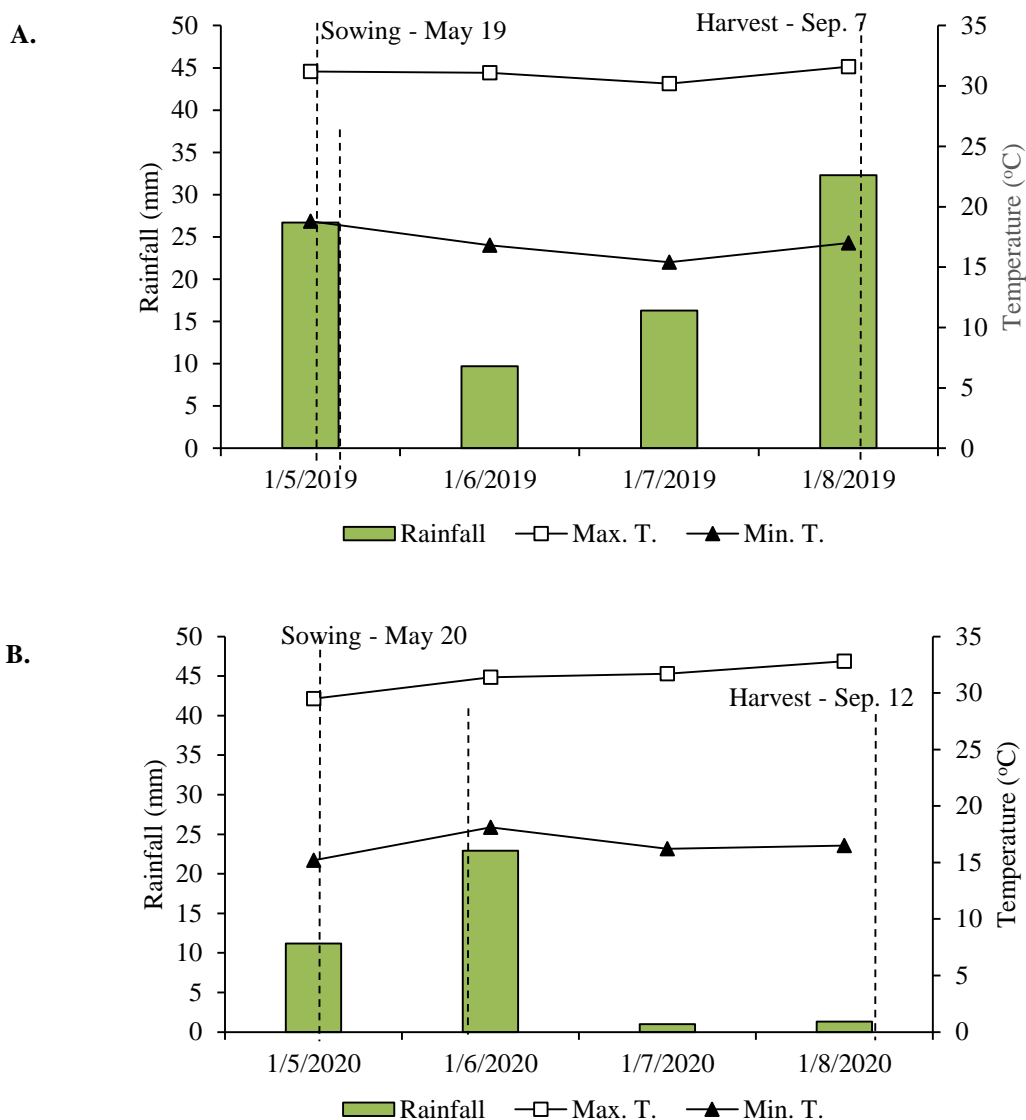 A.
Sowing - May 19
Harvest - Sep. 7
50
45
40
35
30
25
20
15
10
5
0
Rainfall (mm)
35
30
25
20
15
10
5
0
Temperature (°C)
1/5/2019 1/6/2019 1/7/2019 1/8/2019
Rainfall Max. T. Min. T.
B.
Sowing - May 20
Harvest - Sep. 12
50
45
40
35
30
25
20
15
10
5
0
Rainfall (mm)
35
30
25
20
15
10
5
0
Temperature (°C)
1/5/2020 1/6/2020 1/7/2020 1/8/2020
Rainfall Max. T. Min. T.